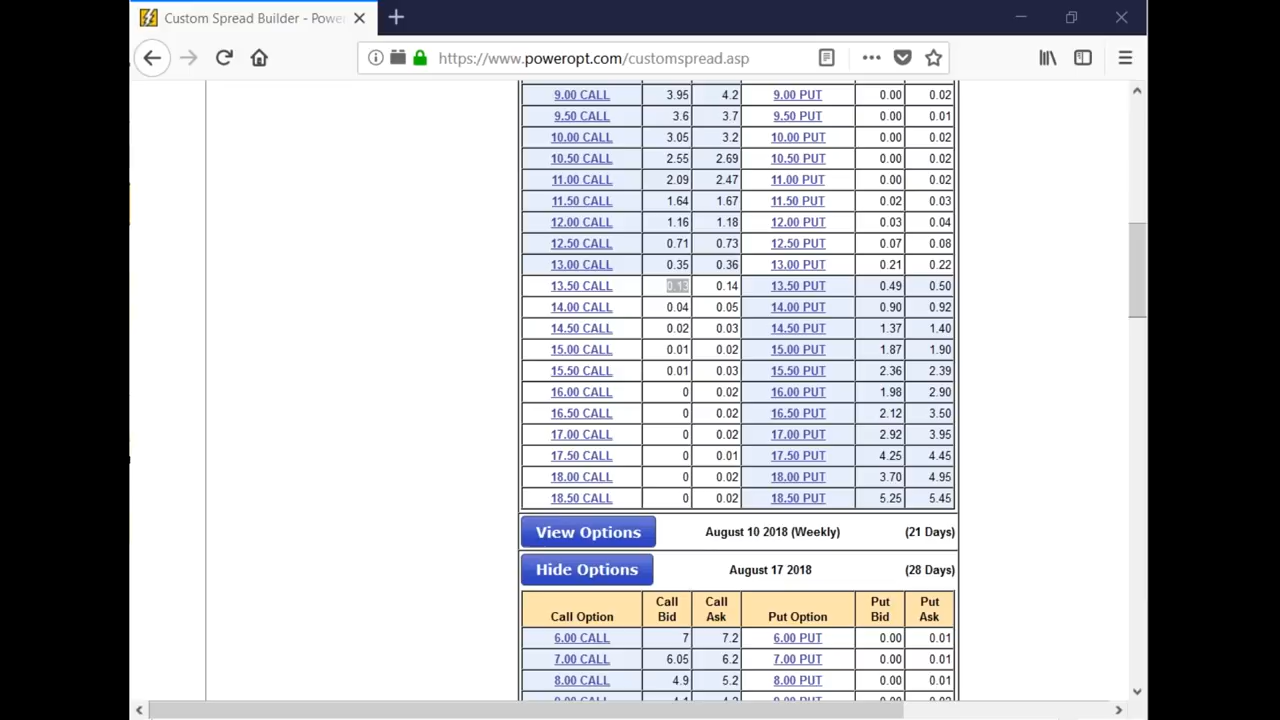 Custom Spread Builder - Powe
https://www.poweropt.com/customspread.asp
9.00 CALL 3.95 4.2 9.00 PUT 0.00 0.02
9.50 CALL 3.6 3.7 9.50 PUT 0.00 0.01
10.00 CALL 3.05 3.2 10.00 PUT 0.00 0.02
10.50 CALL 2.55 2.69 10.50 PUT 0.00 0.02
11.00 CALL 2.09 2.47 11.00 PUT 0.00 0.02
11.50 CALL 1.64 1.67 11.50 PUT 0.02 0.03
12.00 CALL 1.16 1.18 12.00 PUT 0.03 0.04
12.50 CALL 0.71 0.73 12.50 PUT 0.07 0.08
13.00 CALL 0.35 0.36 13.00 PUT 0.21 0.22
13.50 CALL 0.13 0.14 13.50 PUT 0.49 0.50
14.00 CALL 0.04 0.05 14.00 PUT 0.90 0.92
14.50 CALL 0.02 0.03 14.50 PUT 1.37 1.40
15.00 CALL 0.01 0.02 15.00 PUT 1.87 1.90
15.50 CALL 0.01 0.03 15.50 PUT 2.36 2.39
16.00 CALL 0 0.02 16.00 PUT 1.98 2.90
16.50 CALL 0 0.02 16.50 PUT 2.12 3.50
17.00 CALL 0 0.02 17.00 PUT 2.92 3.95
17.50 CALL 0 0.01 17.50 PUT 4.25 4.45
18.00 CALL 0 0.02 18.00 PUT 3.70 4.95
18.50 CALL 0 0.02 18.50 PUT 5.25 5.45
View Options August 10 2018 (Weekly) (21 Days)
Hide Options August 17 2018 (28 Days)
Call Option Call Bid Call Ask Put Option Put Bid Put Ask
6.00 CALL 7 7.2 6.00 PUT 0.00 0.01
7.00 CALL 6.05 6.2 7.00 PUT 0.00 0.01
8.00 CALL 4.9 5.2 8.00 PUT 0.00 0.01